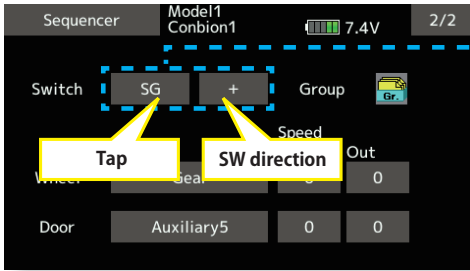 Sequencer
Model1
Conbion1
7.4V
2/2
Switch
SG
+
Group
Gr.
Tap
SW direction
Speed
Out
Gear
0
Door
Auxiliary5
0
0